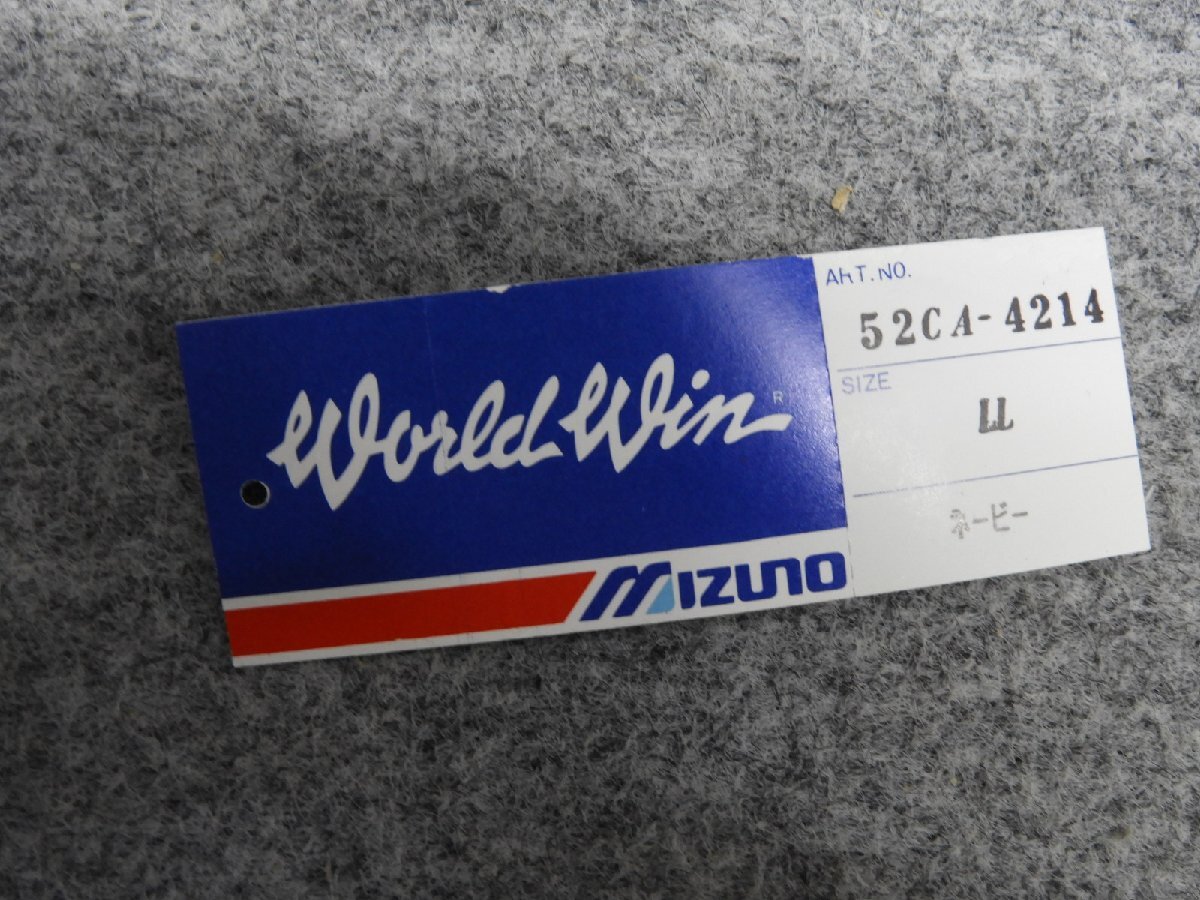 World Win ®
MIZUNO
ART.NO.
52CA-4214
SIZE
LL
ネービー